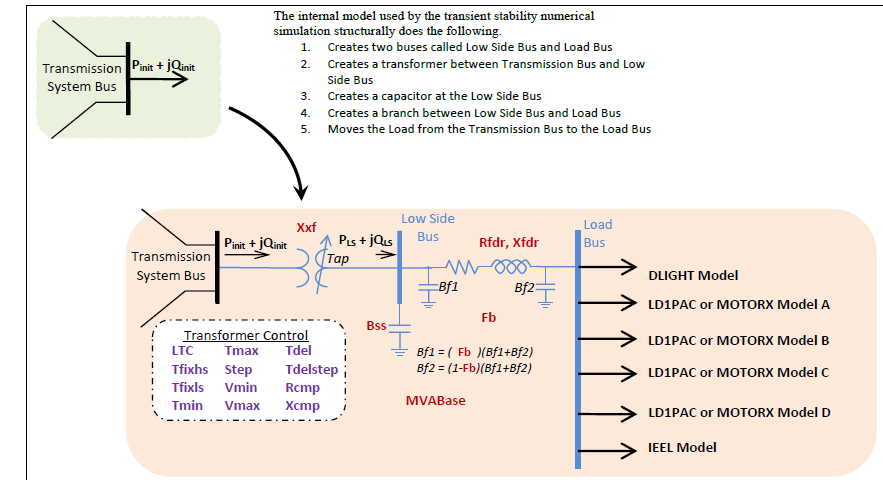 The internal model used by the transient stability numerical
simulation structurally does the following.
1. Creates two buses called Low Side Bus and Load Bus
2. Creates a transformer between Transmission Bus and Low
Side Bus
3. Creates a capacitor at the Low Side Bus
4. Creates a branch between Low Side Bus and Load Bus
5. Moves the Load from the Transmission Bus to the Load Bus
Transmission
System Bus
Pinit + jQinit
Transmission
System Bus
Pinit + jQinit
Xxf
Tap
PLS + jQLS
Low Side
Bus
Rfdr, Xfdr
Load
Bus
Bf1
Bf2
Fb
Bss
Bf1 = ( Fb )(Bf1+Bf2)
Bf2 = (1-Fb)(Bf1+Bf2)
MVABase
Transformer Control
LTC Tmax Tdel
Tfixhs Step Tdelstep
Tfixls Vmin Rcmp
Tmin Vmax Xcmp
DLIGHT Model
LD1PAC or MOTORX Model A
LD1PAC or MOTORX Model B
LD1PAC or MOTORX Model C
LD1PAC or MOTORX Model D
IEEL Model